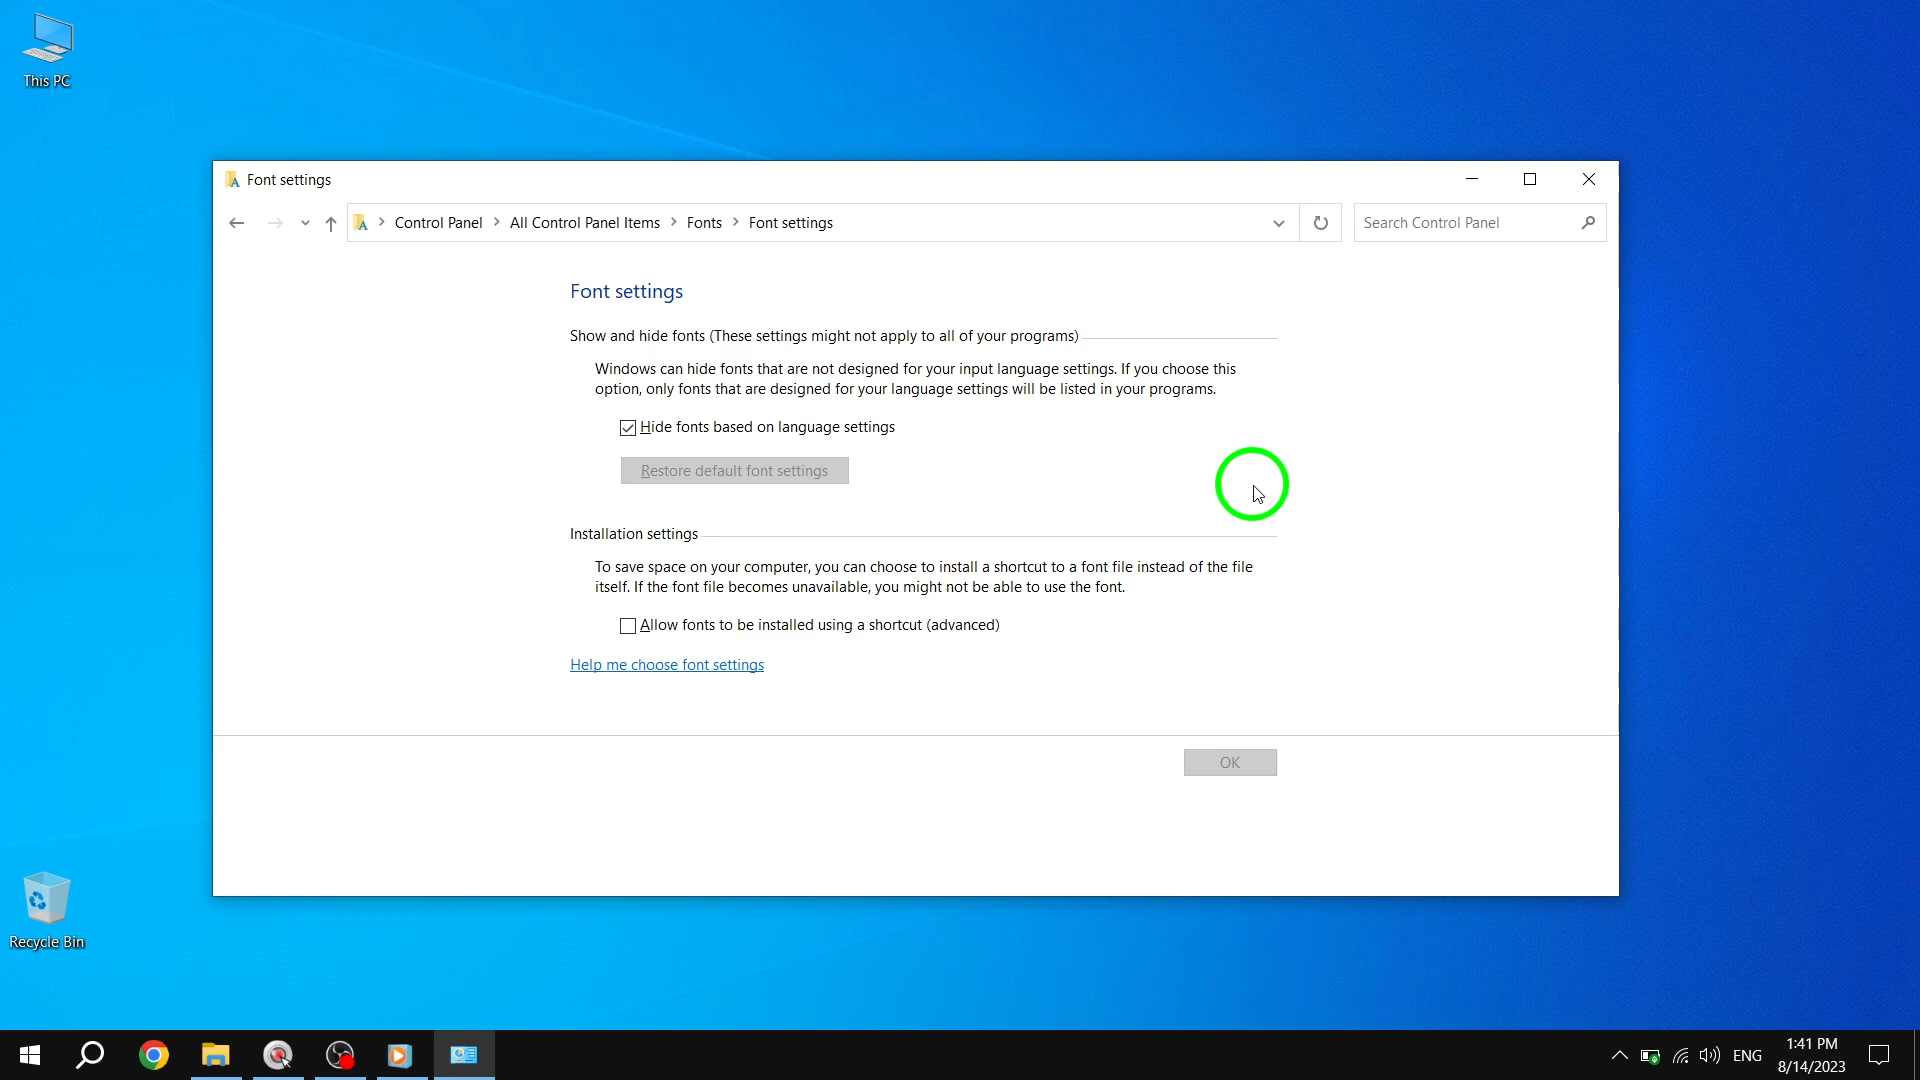 This PC
Font settings
Control Panel
All Control Panel Items
Fonts
Font settings
Search Control Panel
Font settings
Show and hide fonts (These settings might not apply to all of your programs)
Windows can hide fonts that are not designed for your input language settings. If you choose this
option, only fonts that are designed for your language settings will be listed in your programs.
Hide fonts based on language settings
Restore default font settings
Installation settings
To save space on your computer, you can choose to install a shortcut to a font file instead of the file
itself. If the font file becomes unavailable, you might not be able to use the font.
Allow fonts to be installed using a shortcut (advanced)
Help me choose font settings
OK
Recycle Bin
ENG
1:41 PM
8/14/2023